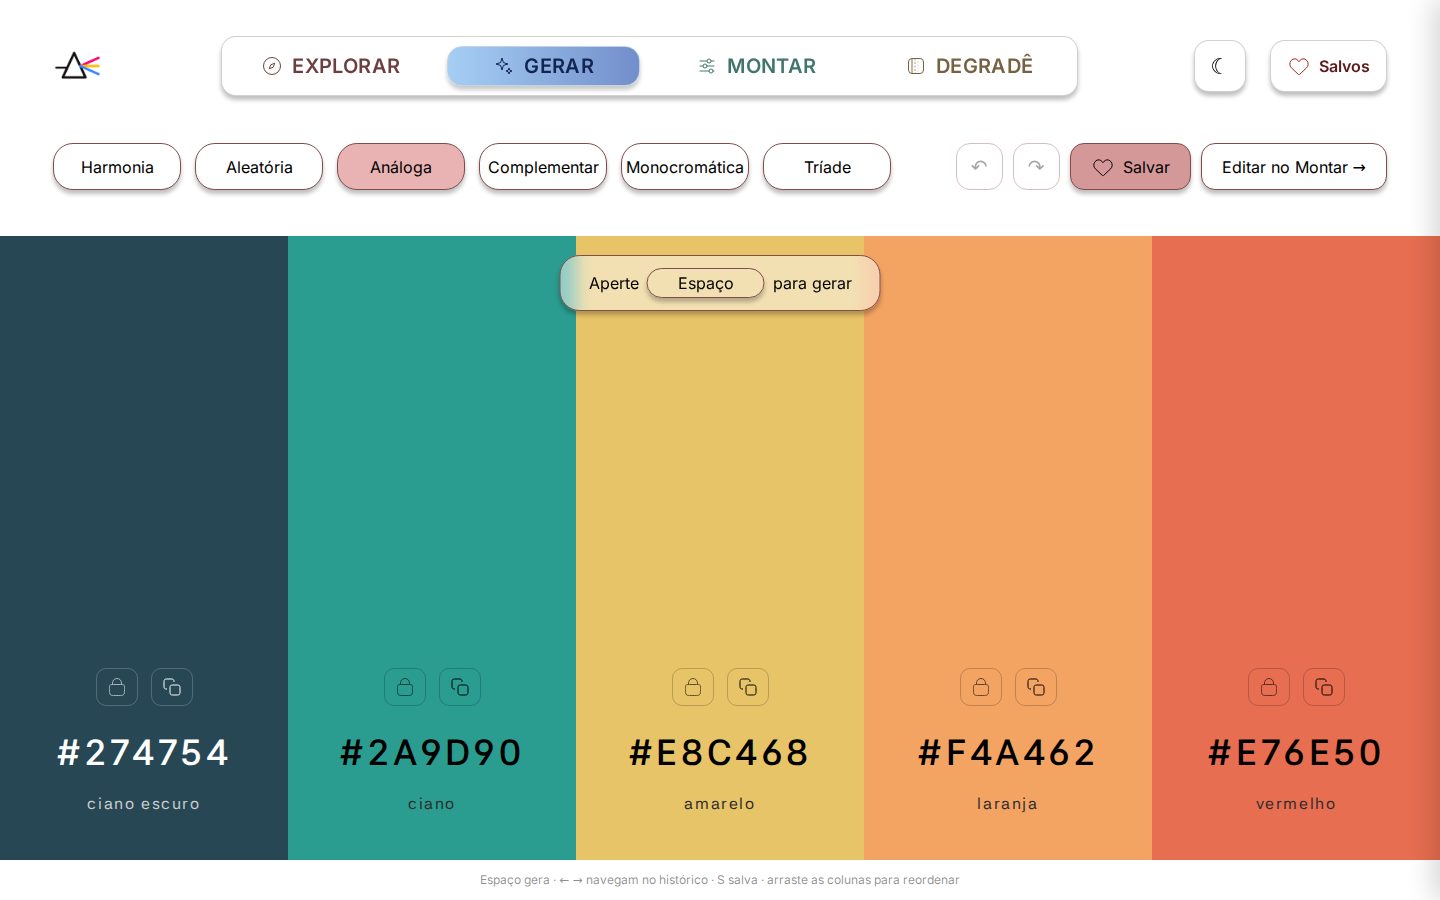 EXPLORAR
GERAR
MONTAR
DEGRADÊ
Salvos
Harmonia
Aleatória
Análoga
Complementar
Monocromática
Tríade
Salvar
Editar no Montar →
Aperte Espaço para gerar
#274754
ciano escuro
#2A9D90
ciano
#E8C468
amarelo
#F4A462
laranja
#E76E50
vermelho
Espaço gera · ← → navegam no histórico · S salva · arraste as colunas para reordenar